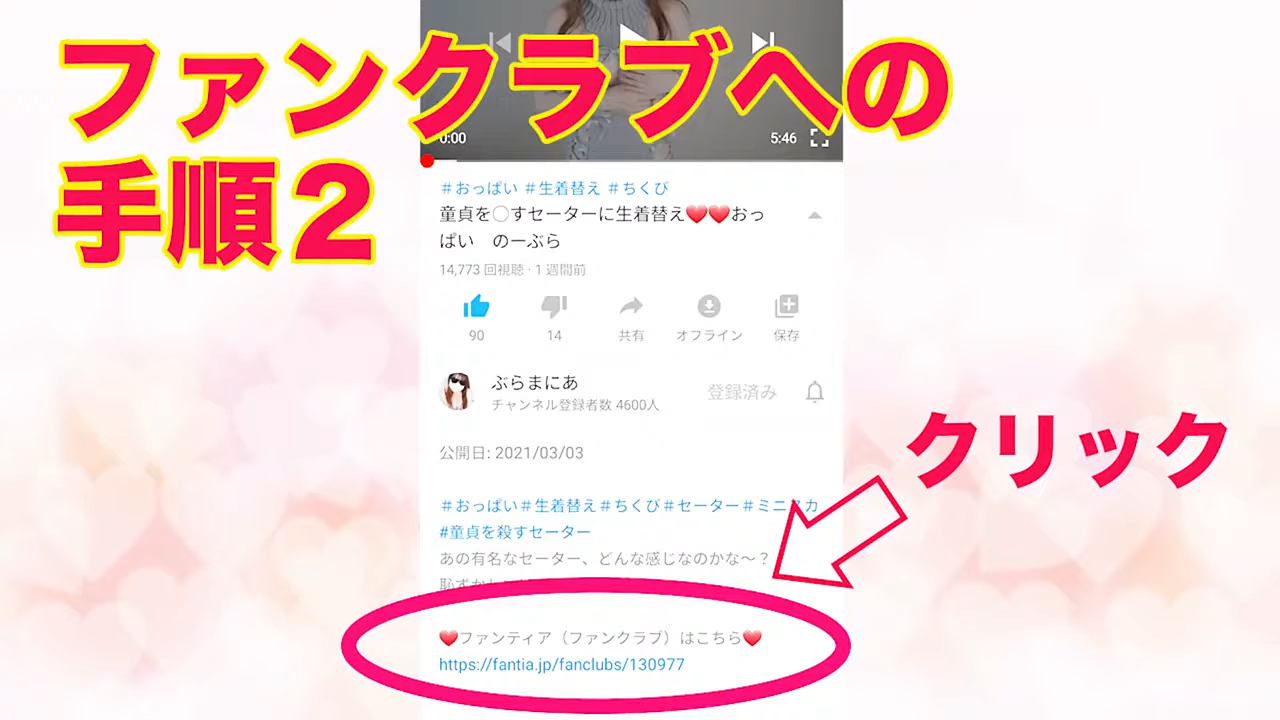 ファンクラブへの
手順２
0:00
5:46
＃おっぱい ＃生着替え ＃ちくび
童貞を〇すセーターに生着替え❤️❤️おっ
ぱい　のーぶら
14,773 回視聴 · 1 週間前
90
14
共有
オフライン
保存
ぶらまにあ
チャンネル登録者数 4600人
登録済み
クリック
公開日: 2021/03/03
＃おっぱい＃生着替え＃ちくび＃セーター＃ミニ カ
#童貞を殺すセーター
あの有名なセーター、どんな感じなのかな～？
❤️ファンティア（ファンクラブ）はこちら❤️
https://fantia.jp/fanclubs/130977